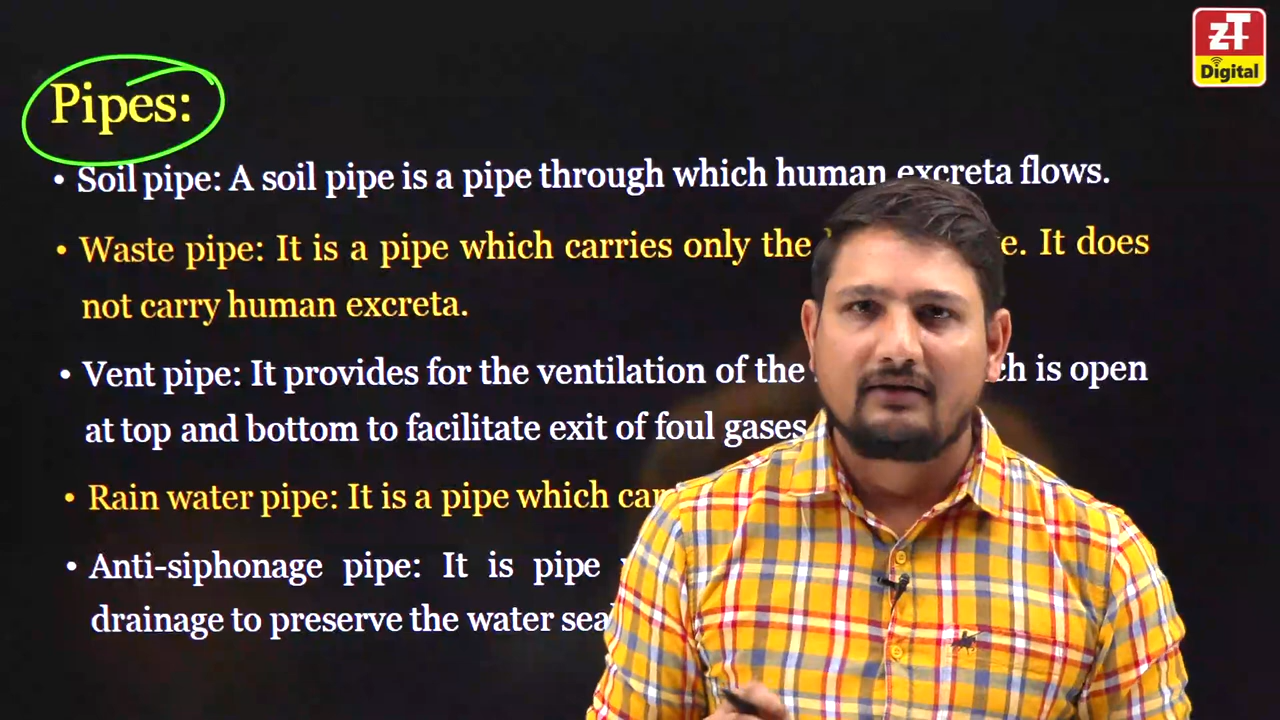 ZT
Digital
Pipes:
• Soil pipe: A soil pipe is a pipe through which human excreta flows.
• Waste pipe: It is a pipe which carries only the . It does
not carry human excreta.
• Vent pipe: It provides for the ventilation of the is open
at top and bottom to facilitate exit of foul gases
• Rain water pipe: It is a pipe which
• Anti-siphonage pipe: It is pipe
drainage to preserve the water